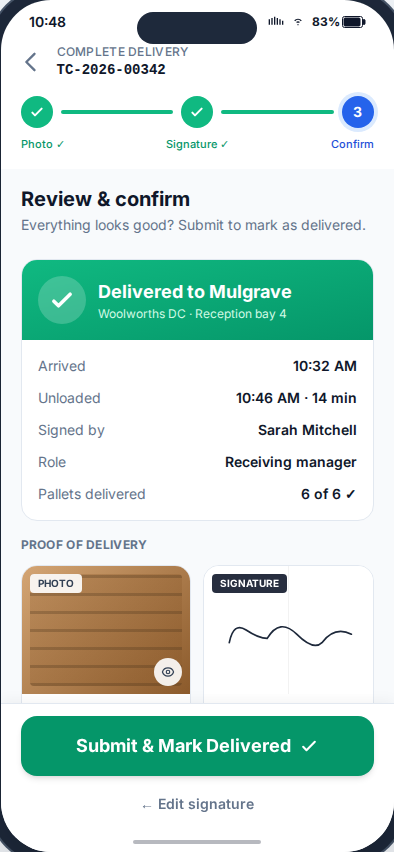 10:48
83%
COMPLETE DELIVERY
TC-2026-00342
3
Photo ✓
Signature ✓
Confirm
Review & confirm
Everything looks good? Submit to mark as delivered.
Delivered to Mulgrave
Woolworths DC · Reception bay 4
Arrived
10:32 AM
Unloaded
10:46 AM · 14 min
Signed by
Sarah Mitchell
Role
Receiving manager
Pallets delivered
6 of 6 ✓
PROOF OF DELIVERY
PHOTO
SIGNATURE
Submit & Mark Delivered ✓
← Edit signature